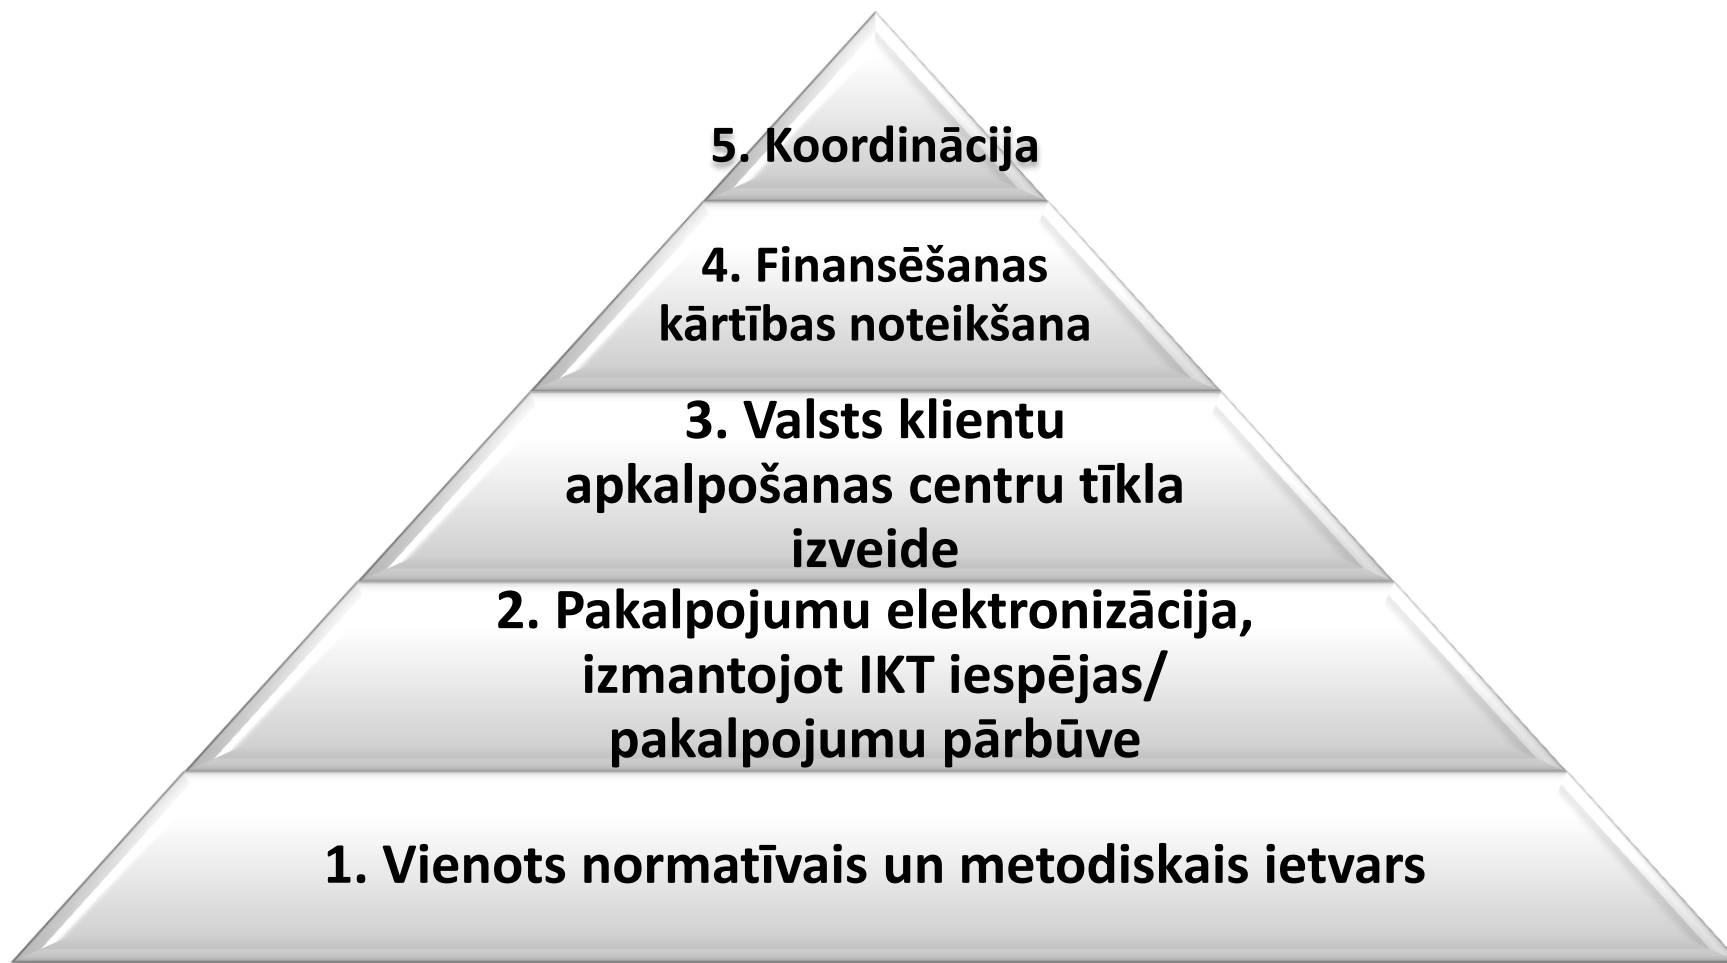 5. Koordinācija
4. Finansēšanas
kārtības noteikšana
3. Valsts klientu
apkalpošanas centru tīkla
izveide
2. Pakalpojumu elektronizācija,
izmantojot IKT iespējas/
pakalpojumu pārbūve
1. Vienots normatīvais un metodiskais ietvars